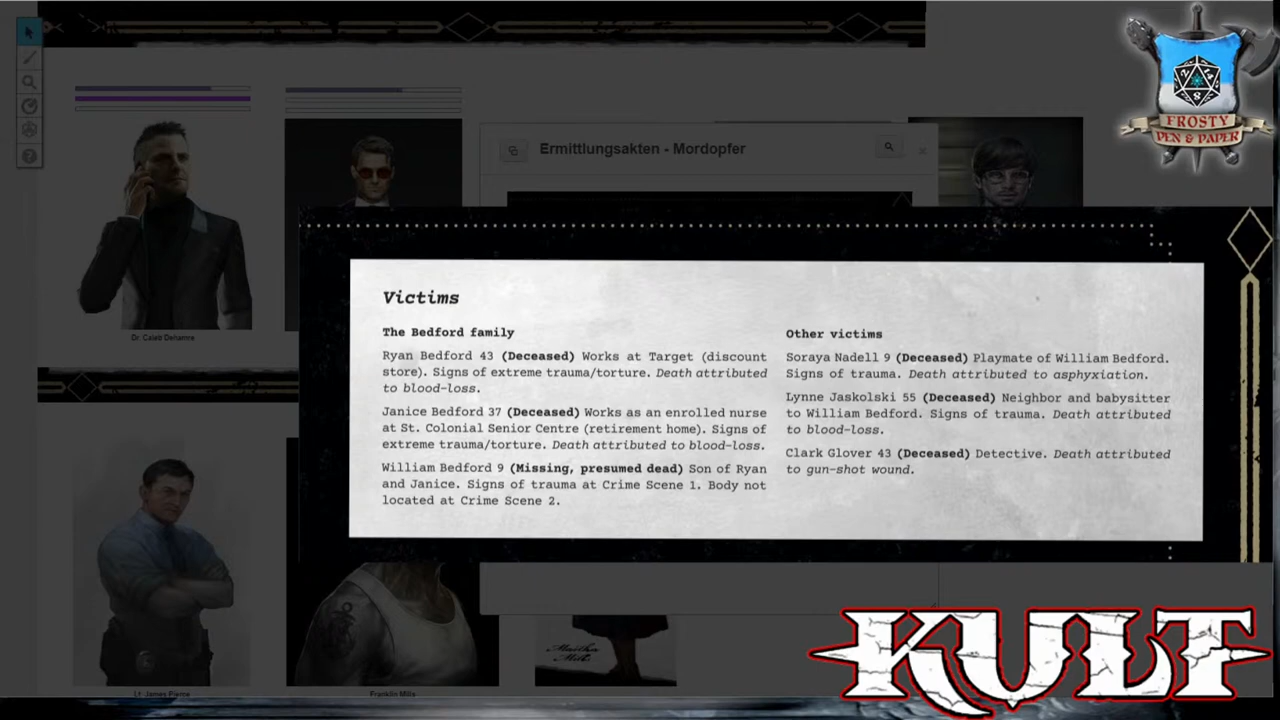 FROSTY
PEN & PAPER
Ermittlungsakten - Mordopfer
Dr. Caleb Dehamre
Victims
The Bedford family
Ryan Bedford 43 (Deceased) Works at Target (discount
store). Signs of extreme trauma/torture. Death attributed
to blood-loss.
Janice Bedford 37 (Deceased) Works as an enrolled nurse
at St. Colonial Senior Centre (retirement home). Signs of
extreme trauma/torture. Death attributed to blood-loss.
William Bedford 9 (Missing, presumed dead) Son of Ryan
and Janice. Signs of trauma at Crime Scene 1. Body not
located at Crime Scene 2.
Other victims
Soraya Nadell 9 (Deceased) Playmate of William Bedford.
Signs of trauma. Death attributed to asphyxiation.
Lynne Jaskolski 55 (Deceased) Neighbor and babysitter
to William Bedford. Signs of trauma. Death attributed
to blood-loss.
Clark Glover 43 (Deceased) Detective. Death attributed
to gun-shot wound.
Lt. James Pierne
Franklin Mills
KULT